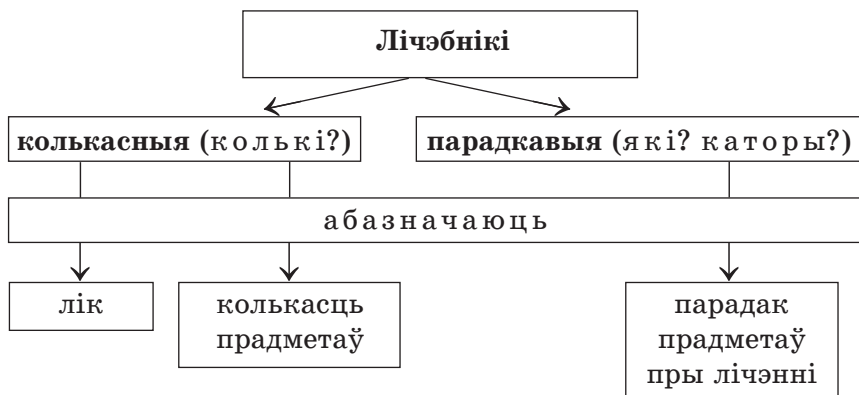 Лічэбнікі
колькасныя (колькі?)
парадкавыя (які? каторы?)
абазначаюць
лік
колькасць
прадметаў
парадак
прадметаў
пры лічэнні